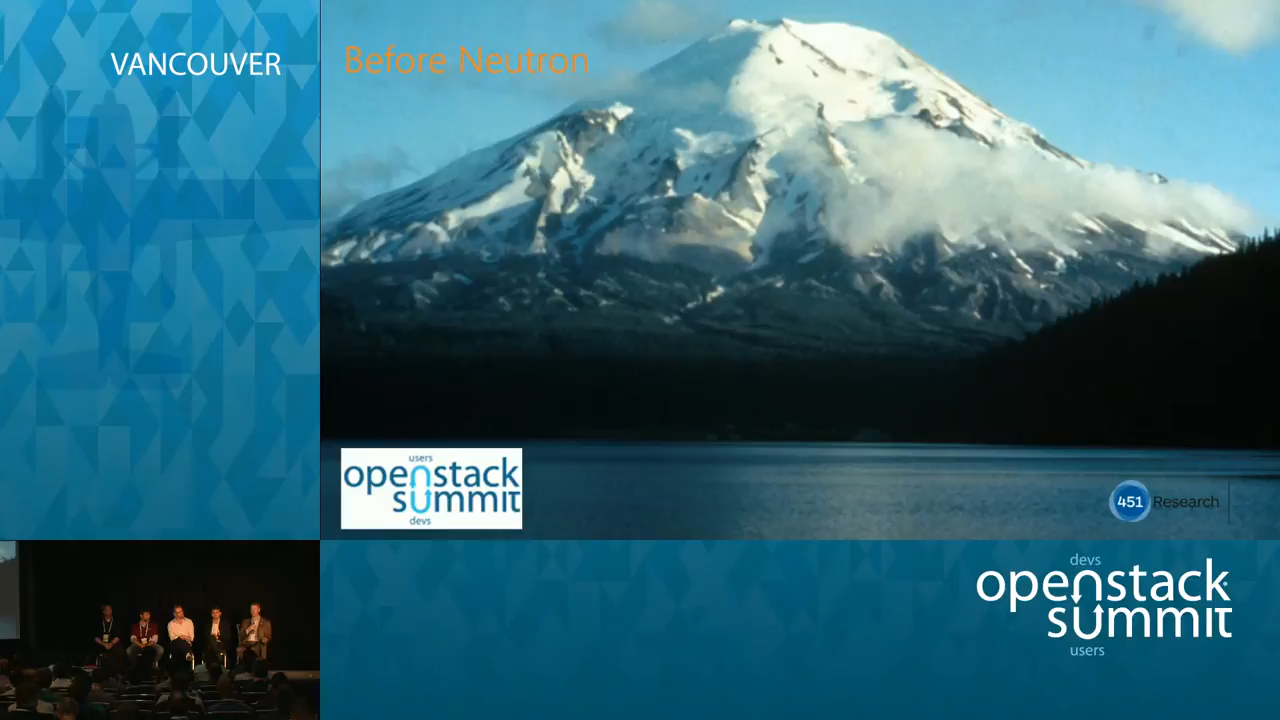 VANCOUVER
Before Neutron
users
openstack
summit
devs
451 Research
devs
openstack
summit
users